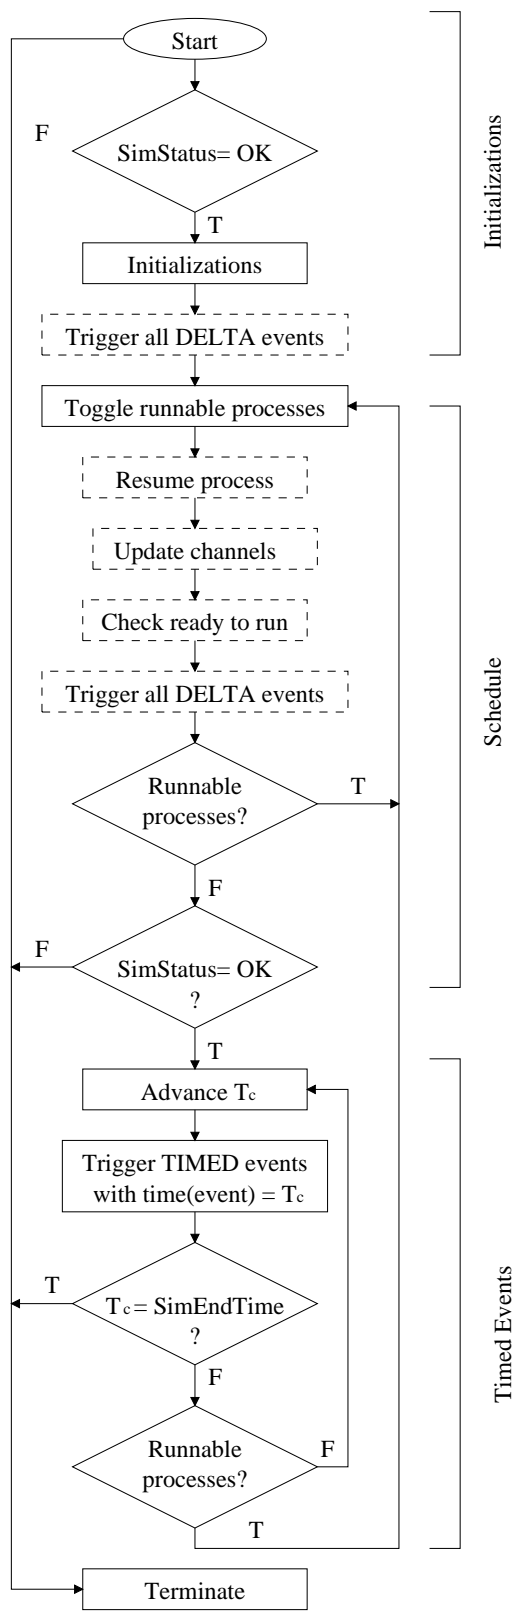 Start
F
SimStatus= OK
T
Initializations
Trigger all DELTA events
Initializations
Toggle runnable processes
Resume process
Update channels
Check ready to run
Trigger all DELTA events
Schedule
Runnable
processes?
T
F
F
SimStatus= OK
?
T
Advance Tc
Trigger TIMED events
with time(event) = Tc
T
Tc = SimEndTime
?
F
Timed Events
Runnable
processes?
F
T
Terminate